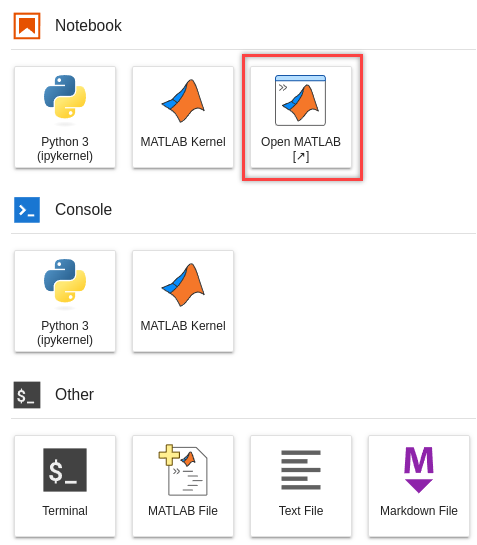 Notebook
Python 3
(ipykernel)
MATLAB Kernel
Open MATLAB
[↗]
Console
Python 3
(ipykernel)
MATLAB Kernel
$_
Other
$_
Terminal
MATLAB File
Text File
M
Markdown File